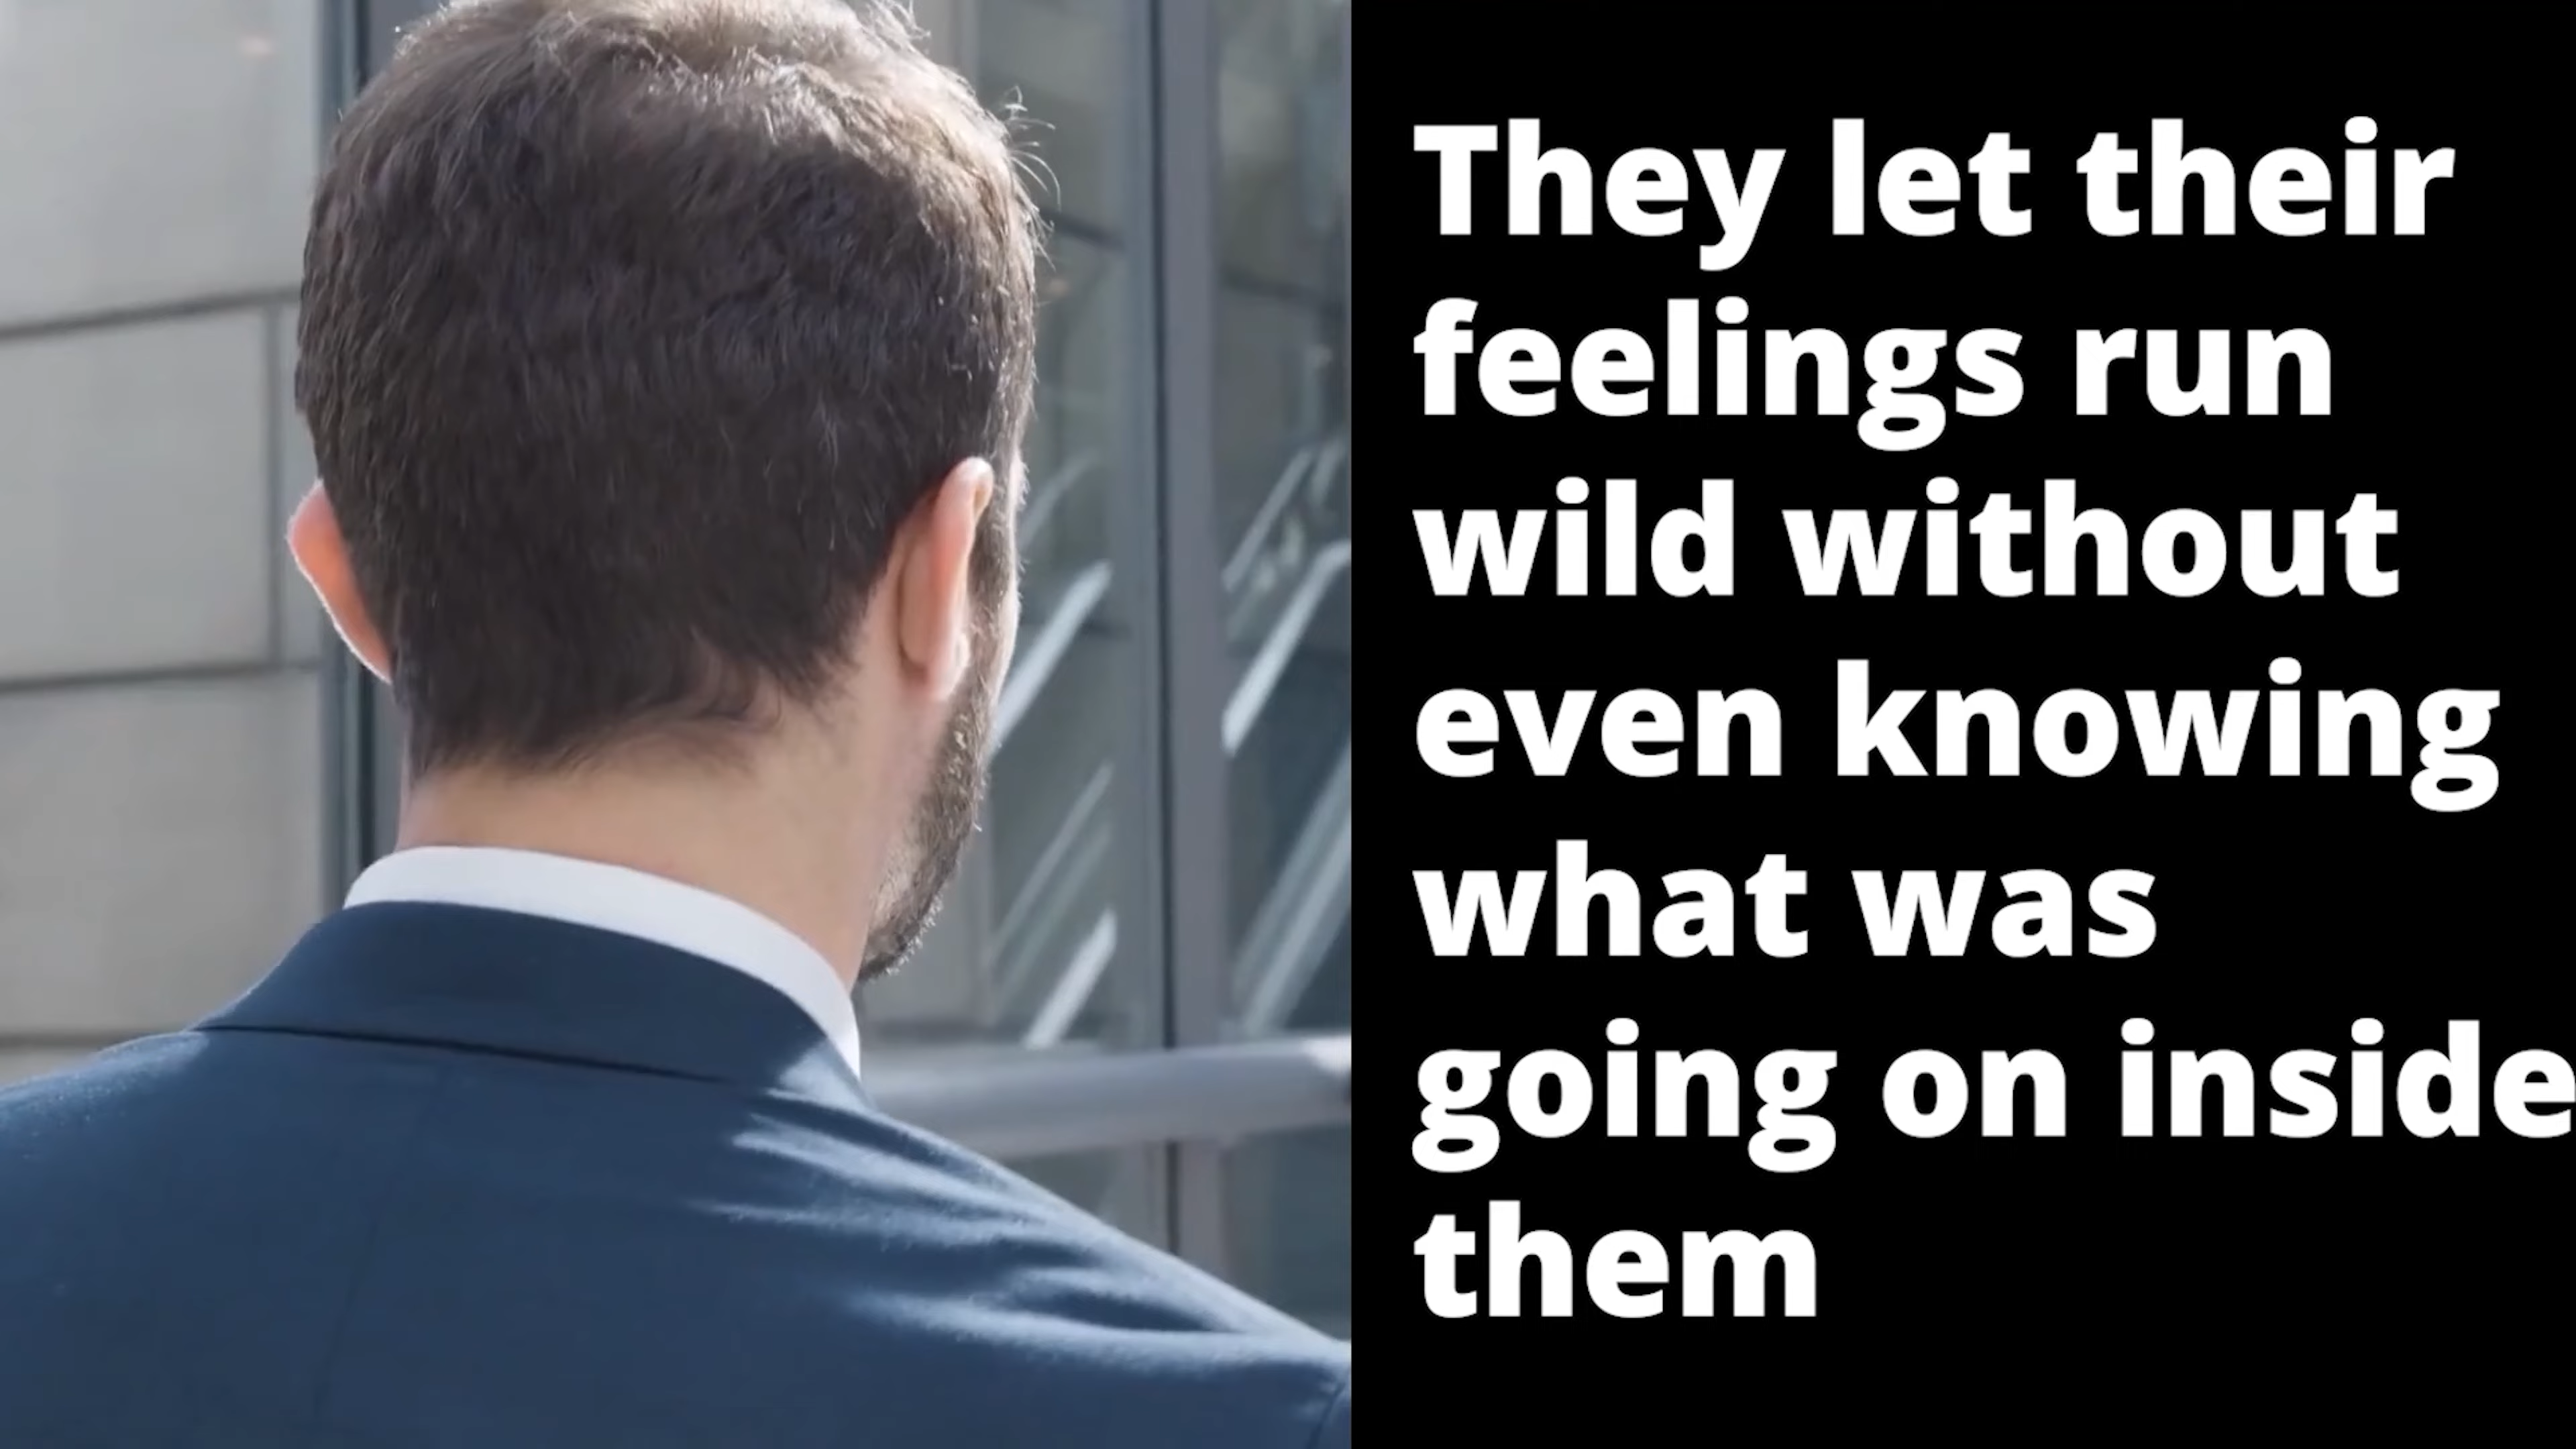 They let their
feelings run
wild without
even knowing
what was
going on inside
them